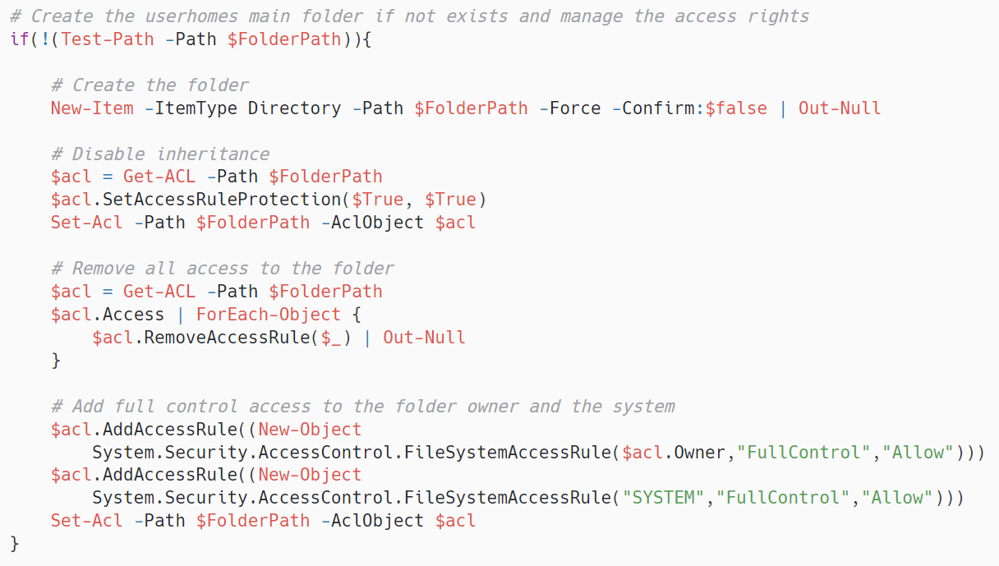 # Create the userhomes main folder if not exists and manage the access rights
if(!(Test-Path -Path $FolderPath)){
# Create the folder
New-Item -ItemType Directory -Path $FolderPath -Force -Confirm:$false | Out-Null
# Disable inheritance
$acl = Get-ACL -Path $FolderPath
$acl.SetAccessRuleProtection($True, $True)
Set-Acl -Path $FolderPath -AclObject $acl
# Remove all access to the folder
$acl = Get-ACL -Path $FolderPath
$acl.Access | ForEach-Object {
$acl.RemoveAccessRule($_) | Out-Null
}
# Add full control access to the folder owner and the system
$acl.AddAccessRule((New-Object
System.Security.AccessControl.FileSystemAccessRule($acl.Owner,"FullControl","Allow")))
$acl.AddAccessRule((New-Object
System.Security.AccessControl.FileSystemAccessRule("SYSTEM","FullControl","Allow")))
Set-Acl -Path $FolderPath -AclObject $acl
}